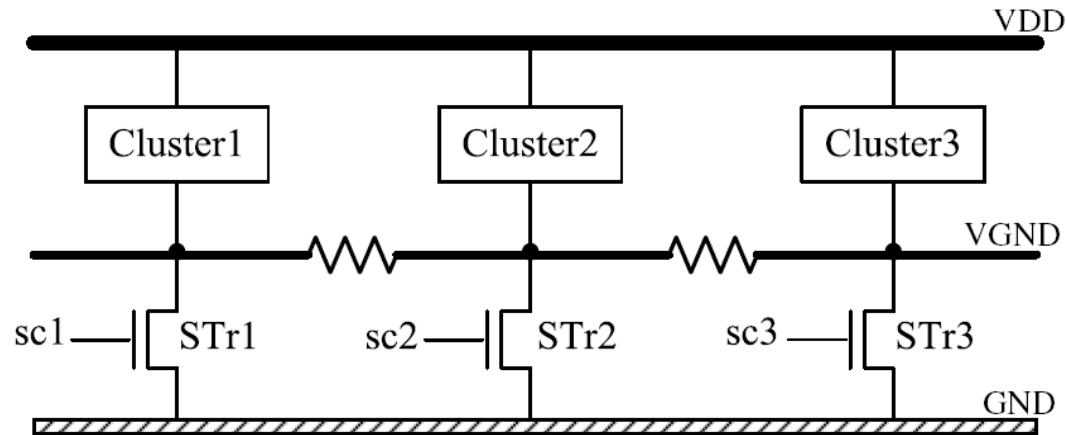 VDD
Cluster1
Cluster2
Cluster3
VGND
sc1
STr1
sc2
STr2
sc3
STr3
GND